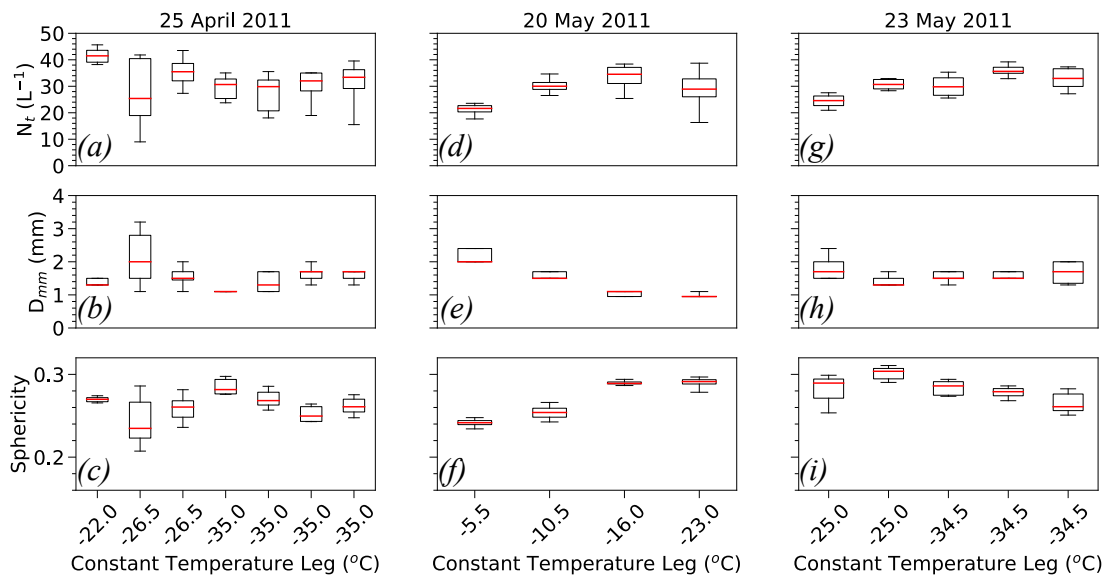 25 April 2011
20 May 2011
23 May 2011
N_t (L^{-1})
50
40
30
20
10
0
(a)
(d)
(g)
D_{mm} (mm)
4
3
2
1
0
(b)
(e)
(h)
Sphericity
0.3
0.2
(c)
(f)
(i)
-22.0
-26.5
-26.5
-35.0
-35.0
-35.0
-35.0
-5.5
-10.5
-16.0
-23.0
-25.0
-25.0
-34.5
-34.5
-34.5
Constant Temperature Leg (°C)
Constant Temperature Leg (°C)
Constant Temperature Leg (°C)